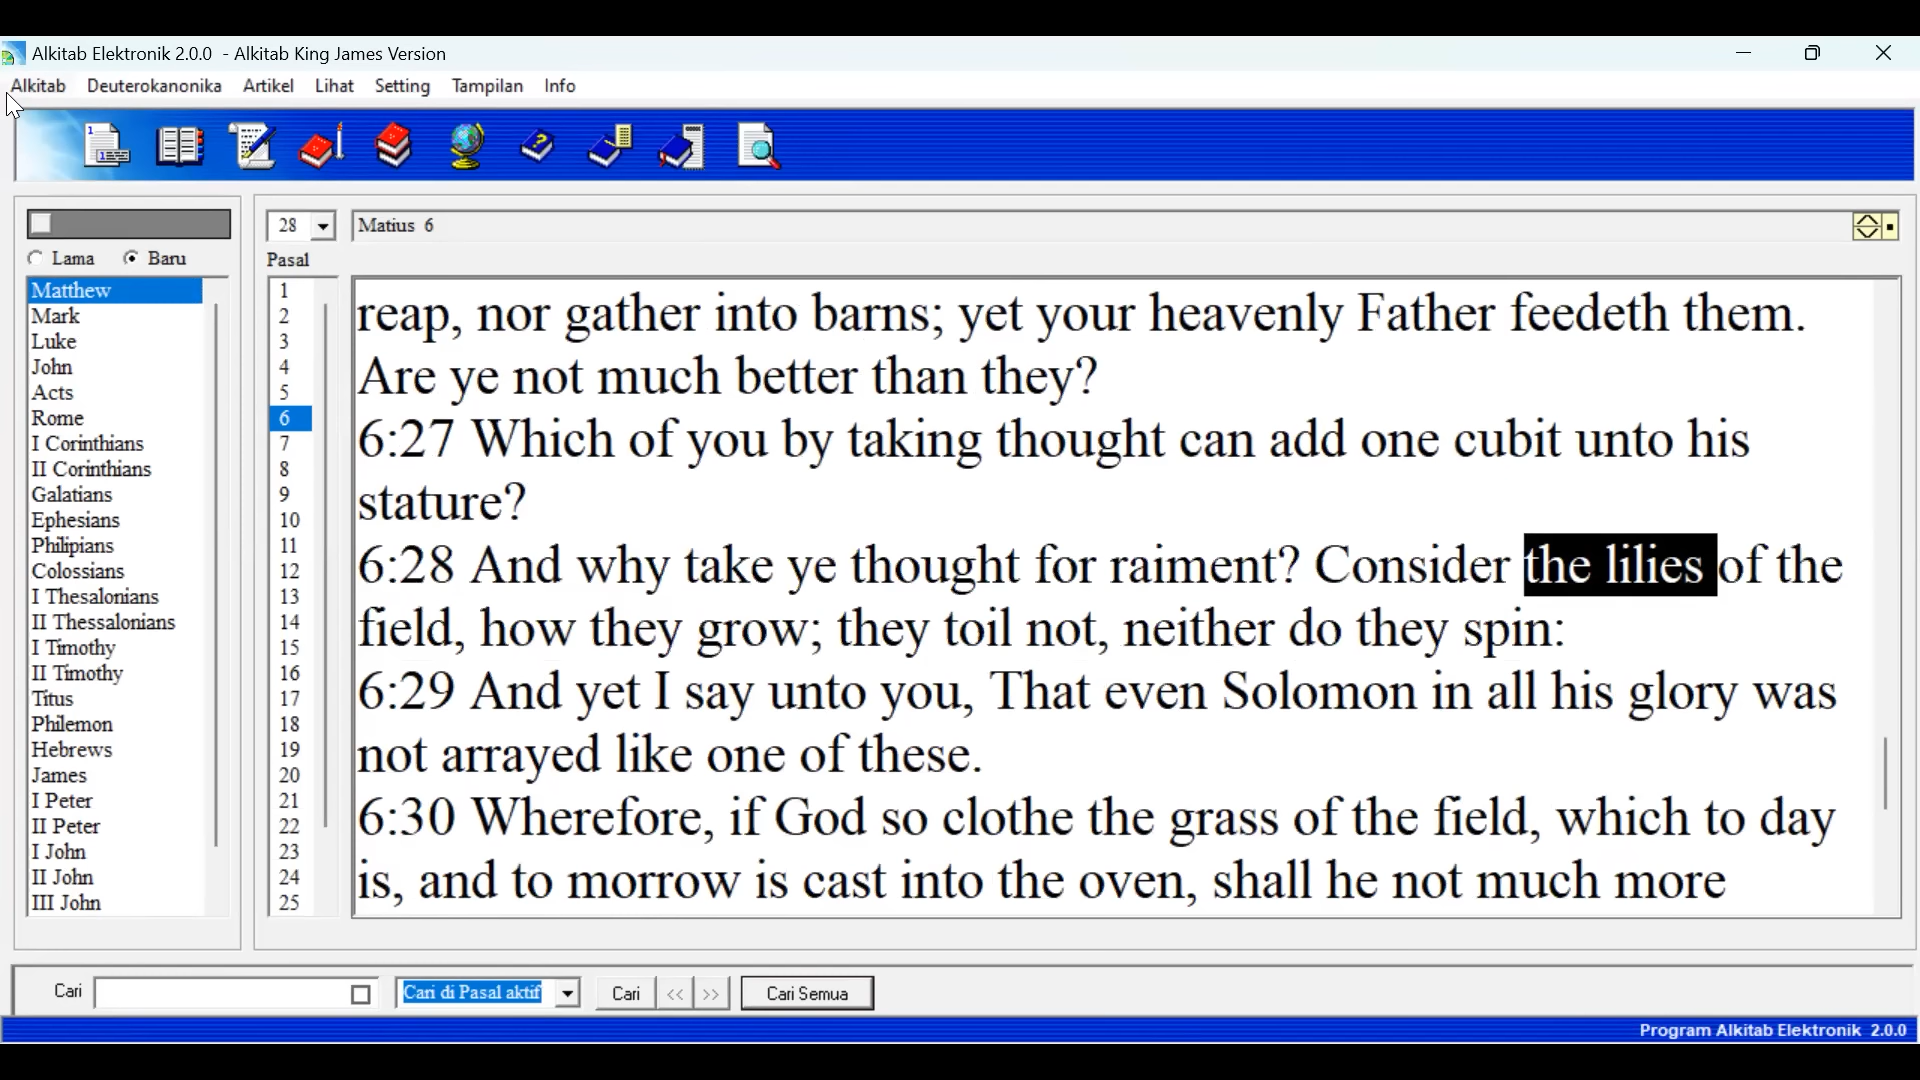 Alkitab Elektronik 2.0.0 - Alkitab King James Version
Alkitab Deuterokanonika Artikel Lihat Setting Tampilan Info
28 Matius 6
Lama Baru
Pasal
Matthew
Mark
Luke
John
Acts
Rome
I Corinthians
II Corinthians
Galatians
Ephesians
Philipians
Colossians
I Thesalonians
II Thessalonians
I Timothy
II Timothy
Titus
Philemon
Hebrews
James
I Peter
II Peter
I John
II John
III John
1
2
3
4
5
6
7
8
9
10
11
12
13
14
15
16
17
18
19
20
21
22
23
24
25
reap, nor gather into barns; yet your heavenly Father feedeth them.
Are ye not much better than they?
6:27 Which of you by taking thought can add one cubit unto his
stature?
6:28 And why take ye thought for raiment? Consider the lilies of the
field, how they grow; they toil not, neither do they spin:
6:29 And yet I say unto you, That even Solomon in all his glory was
not arrayed like one of these.
6:30 Wherefore, if God so clothe the grass of the field, which to day
is, and to morrow is cast into the oven, shall he not much more
Cari Cari di Pasal aktif Cari << >> Cari Semua
Program Alkitab Elektronik 2.0.0